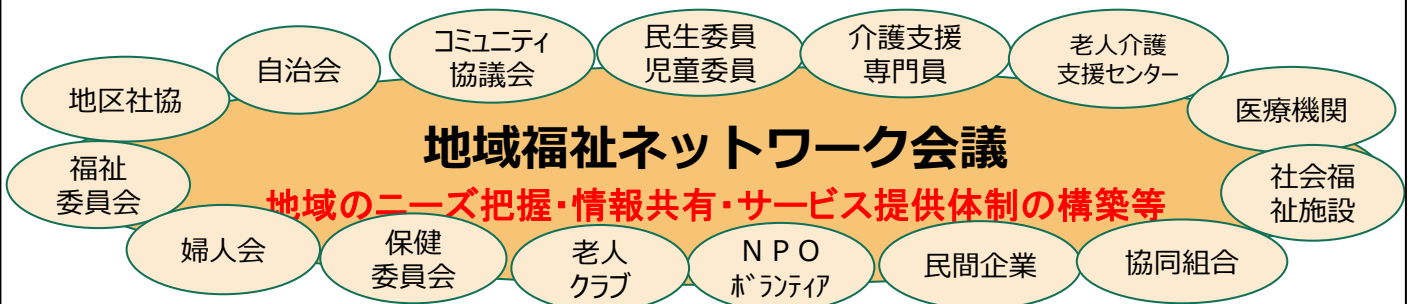 コミュニティ
協議会
民生委員
児童委員
介護支援
専門員
老人介護
支援センター
自治会
地区社協
医療機関
地域福祉ネットワーク会議
福祉
委員会
社会福
祉施設
地域のニーズ把握・情報共有・サービス提供体制の構築等
婦人会
保健
委員会
老人
クラブ
ＮＰＯ
ﾎﾞﾗﾝﾃｨｱ
民間企業
協同組合